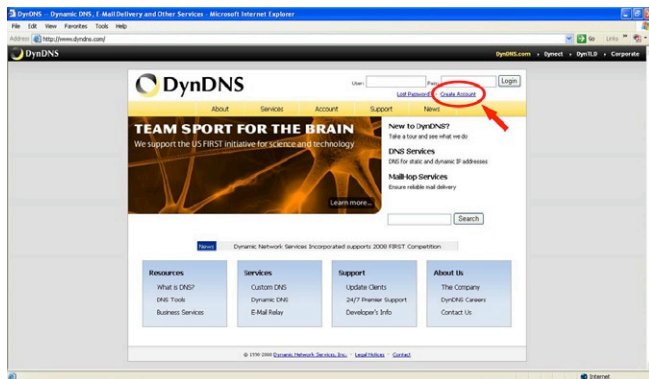 DynDNS -- Dynamic DNS, E-Mail Delivery and Other Services - Microsoft Internet Explorer
File Edit View Favorites Tools Help
Address http://www.dyndns.com/ Go Links
DynDNS DynDNS.com Dynect DynTLD Corporate
DynDNS User: Pass: Login
Lost Password? - Create Account
About Services Account Support News
TEAM SPORT FOR THE BRAIN
We support the US FIRST initiative for science and technology
Learn more...
New to DynDNS?
Take a tour and see what we do
DNS Services
DNS for static and dynamic IP addresses
MailHop Services
Ensure reliable mail delivery
Search
News Dynamic Network Services Incorporated supports 2008 FIRST Competition
Resources
What is DNS?
DNS Tools
Business Services
Services
Custom DNS
Dynamic DNS
E-Mail Relay
Support
Update Clients
24/7 Premier Support
Developer's Info
About Us
The Company
DynDNS Careers
Contact Us
© 1998-2008 Dynamic Network Services, Inc. - Legal Notices - Contact
Internet